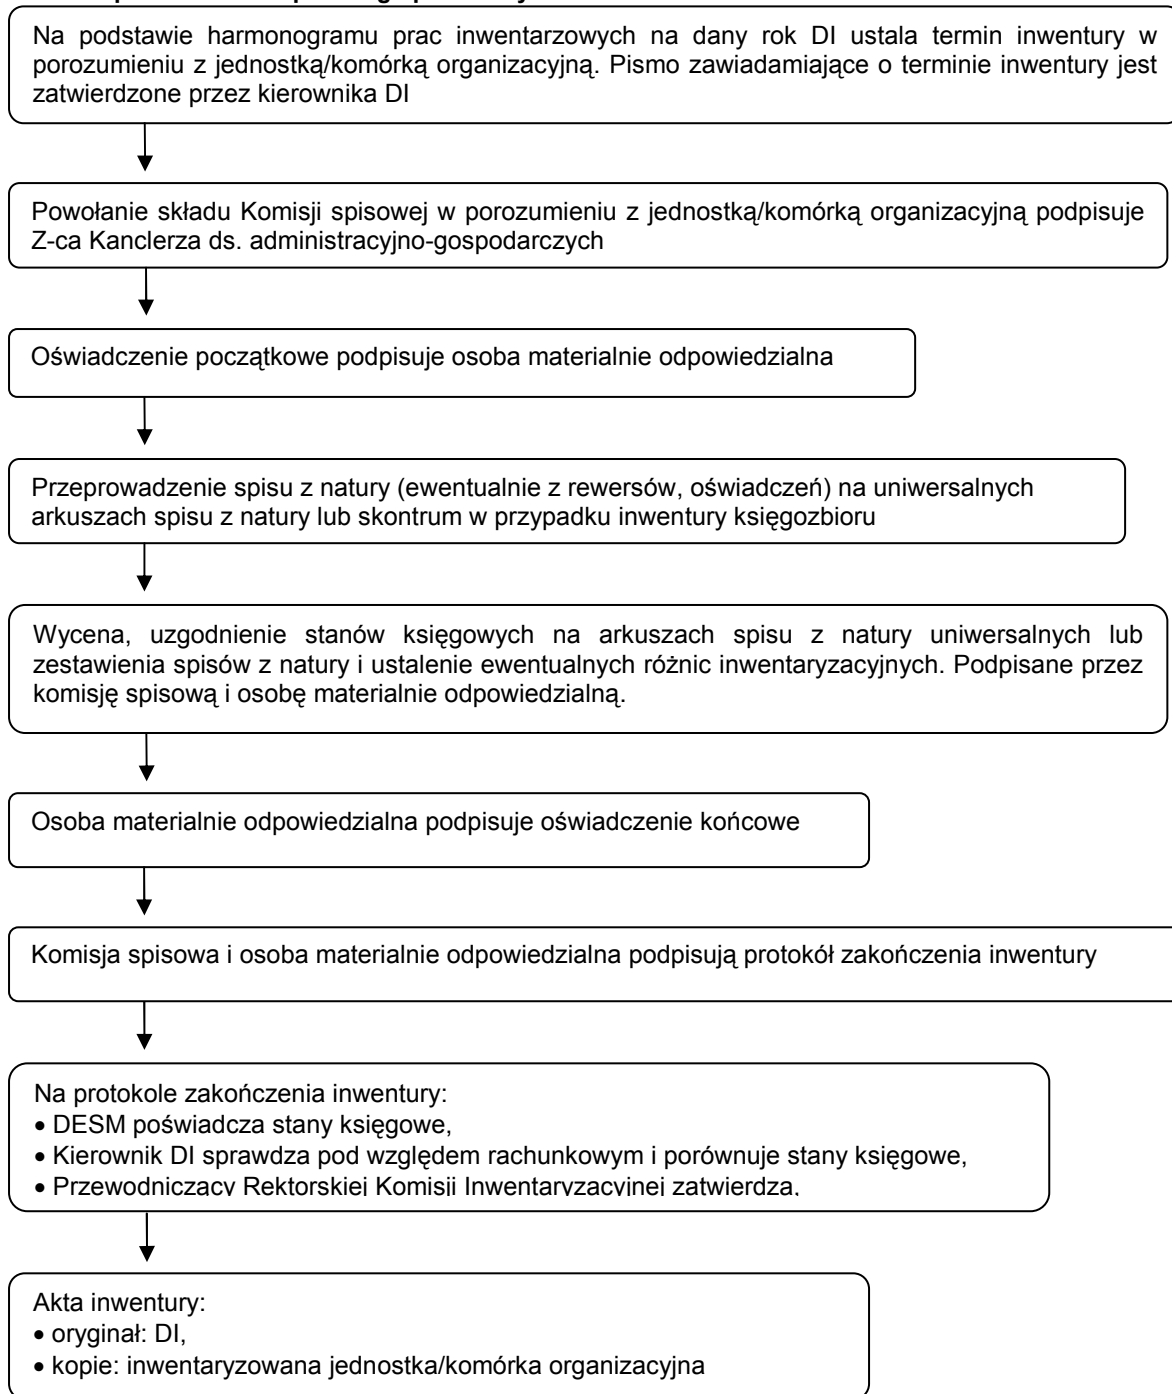 Na podstawie harmonogramu prac inwentarzowych na dany rok DI ustala termin inwentury w
porozumieniu z jednostką/komórką organizacyjną. Pismo zawiadamiające o terminie inwentury jest
zatwierdzone przez kierownika DI
Powołanie składu Komisji spisowej w porozumieniu z jednostką/komórką organizacyjną podpisuje
Z-ca Kanclerza ds. administracyjno-gospodarczych
Oświadczenie początkowe podpisuje osoba materialnie odpowiedzialna
Przeprowadzenie spisu z natury (ewentualnie z rewersów, oświadczeń) na uniwersalnych
arkuszach spisu z natury lub skontrum w przypadku inwentury księgozbioru
Wycena, uzgodnienie stanów księgowych na arkuszach spisu z natury uniwersalnych lub
zestawienia spisów z natury i ustalenie ewentualnych różnic inwentaryzacyjnych. Podpisane przez
komisję spisową i osobę materialnie odpowiedzialną.
Osoba materialnie odpowiedzialna podpisuje oświadczenie końcowe
Komisja spisowa i osoba materialnie odpowiedzialna podpisują protokół zakończenia inwentury
Na protokole zakończenia inwentury:
• DESM poświadcza stany księgowe,
• Kierownik DI sprawdza pod względem rachunkowym i porównuje stany księgowe,
• Przewodniczący Rektorskiej Komisji Inwentaryzacyjnej zatwierdza.
Akta inwentury:
• oryginał: DI,
• kopie: inwentaryzowana jednostka/komórka organizacyjna